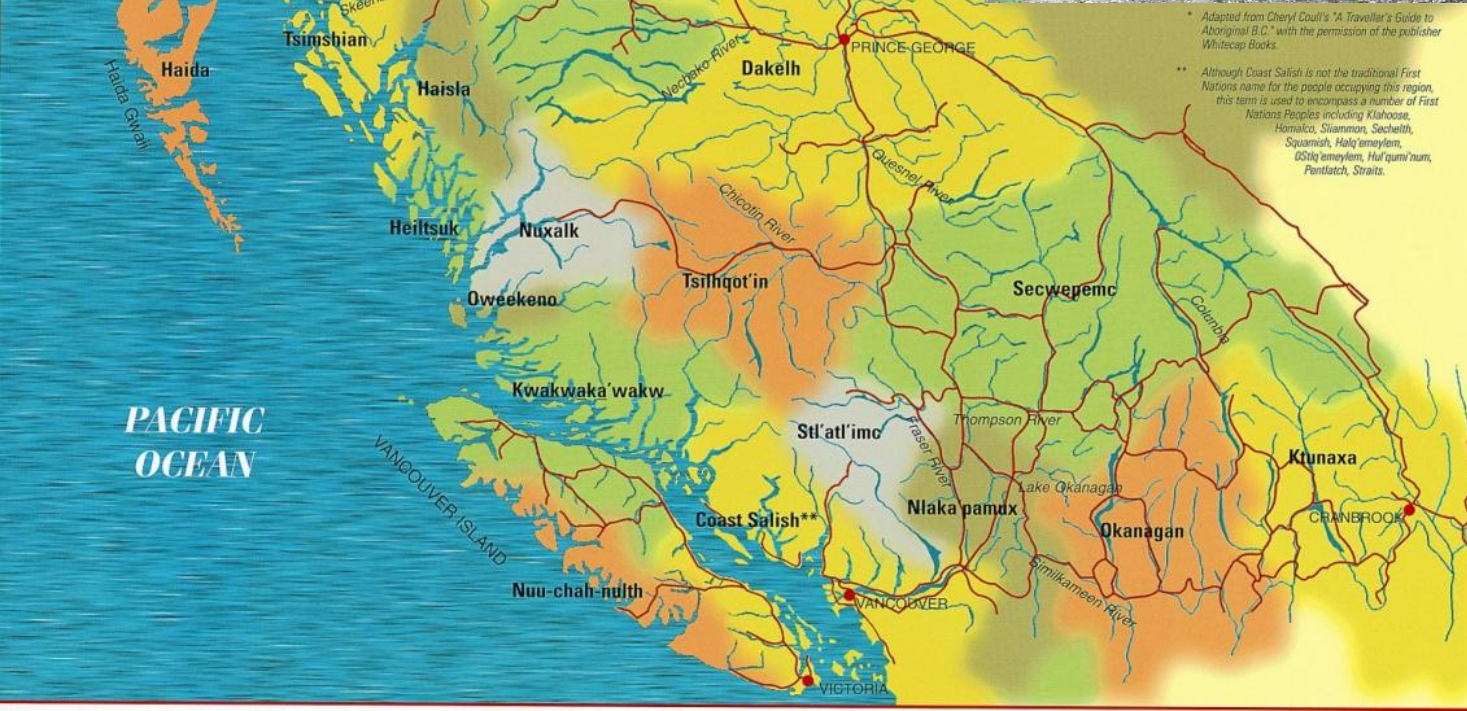 Skeena
Tsimshian
Haida
Haida Gwaii
Haisla
Nechako River
Dakelh
PRINCE GEORGE
* Adapted from Cheryl Coull's "A Traveller's Guide to
Aboriginal B.C." with the permission of the publisher
Whitecap Books.
** Although Coast Salish is not the traditional First
Nations name for the people occupying this region,
this term is used to encompass a number of First
Nations Peoples including Klahoose,
Homalco, Sliammon, Sechelth,
Squamish, Halq'emeylem,
0Stlq'emeylem, Hul'qumi'num,
Pentlatch, Straits.
Quesnel River
Chicotin River
Heiltsuk
Nuxalk
Oweekeno
Tsilhqot'in
Secwepemc
Columbia
Kwakwaka'wakw
PACIFIC
OCEAN
VANCOUVER ISLAND
Stl'atl'imc
Fraser River
Thompson River
Ktunaxa
Lake Okanagan
Nlaka'pamux
Coast Salish**
Okanagan
CRANBROOK
Nuu-chah-nulth
Similkameen River
VANCOUVER
VICTORIA